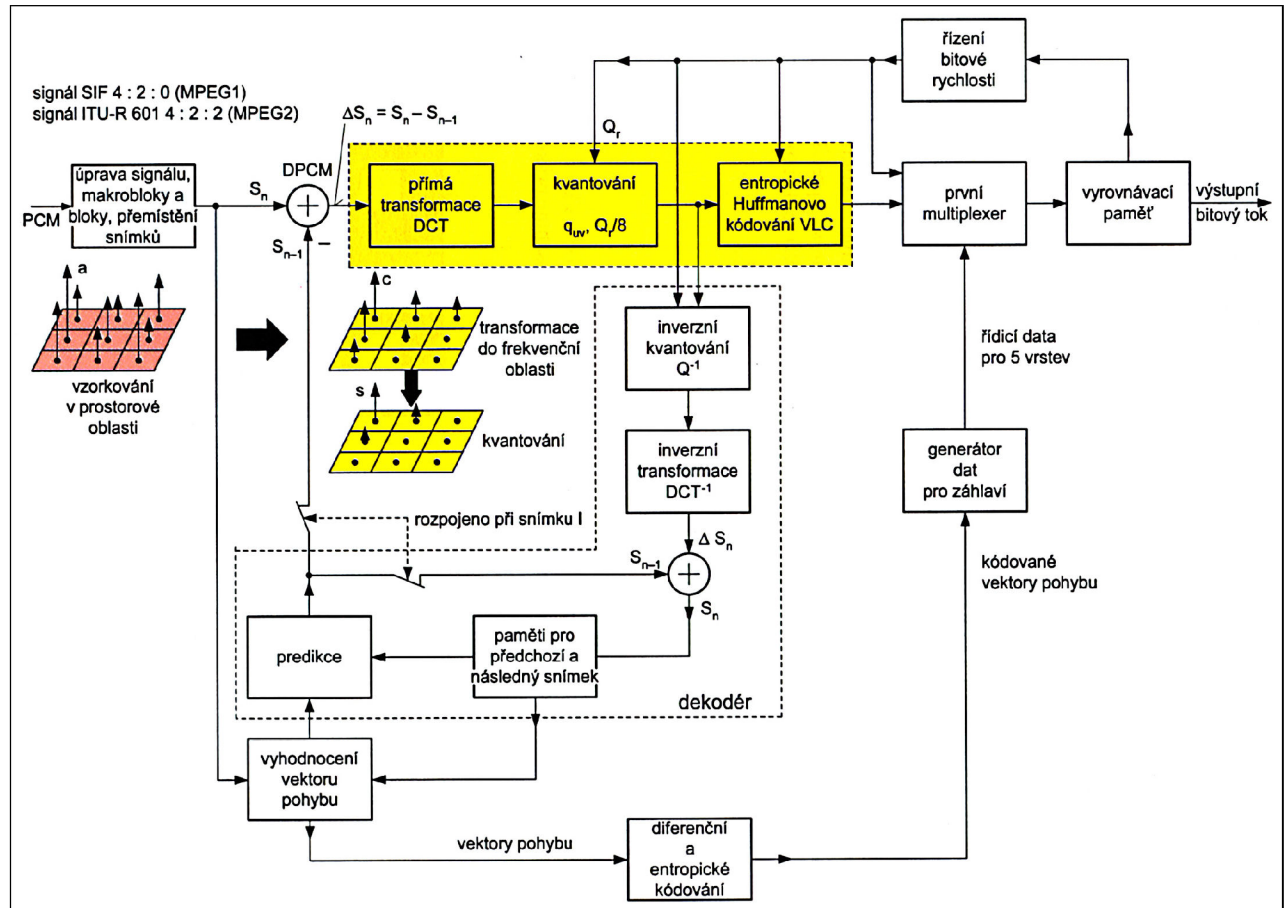 signál SIF 4 : 2 : 0 (MPEG1)
signál ITU-R 601 4 : 2 : 2 (MPEG2)
ΔSn = Sn – Sn–1
řízení
bitové
rychlosti
Qr
DPCM
PCM
úprava signálu,
makrobloky a
bloky, přemístění
snímků
Sn
Sn–1
–
přímá
transformace
DCT
kvantování
quv, Qr/8
entropické
Huffmanovo
kódování VLC
první
multiplexer
vyrovnávací
paměť
výstupní
bitový tok
a
vzorkování
v prostorové
oblasti
c
transformace
do frekvenční
oblasti
s
kvantování
inverzní
kvantování
Q-1
inverzní
transformace
DCT-1
řídicí data
pro 5 vrstev
generátor
dat
pro záhlaví
rozpojeno při snímku I
Δ Sn
Sn–1
Sn
kódované
vektory pohybu
predikce
paměti pro
předchozí a
následný snímek
dekodér
vyhodnocení
vektoru
pohybu
vektory pohybu
diferenční
a
entropické
kódování